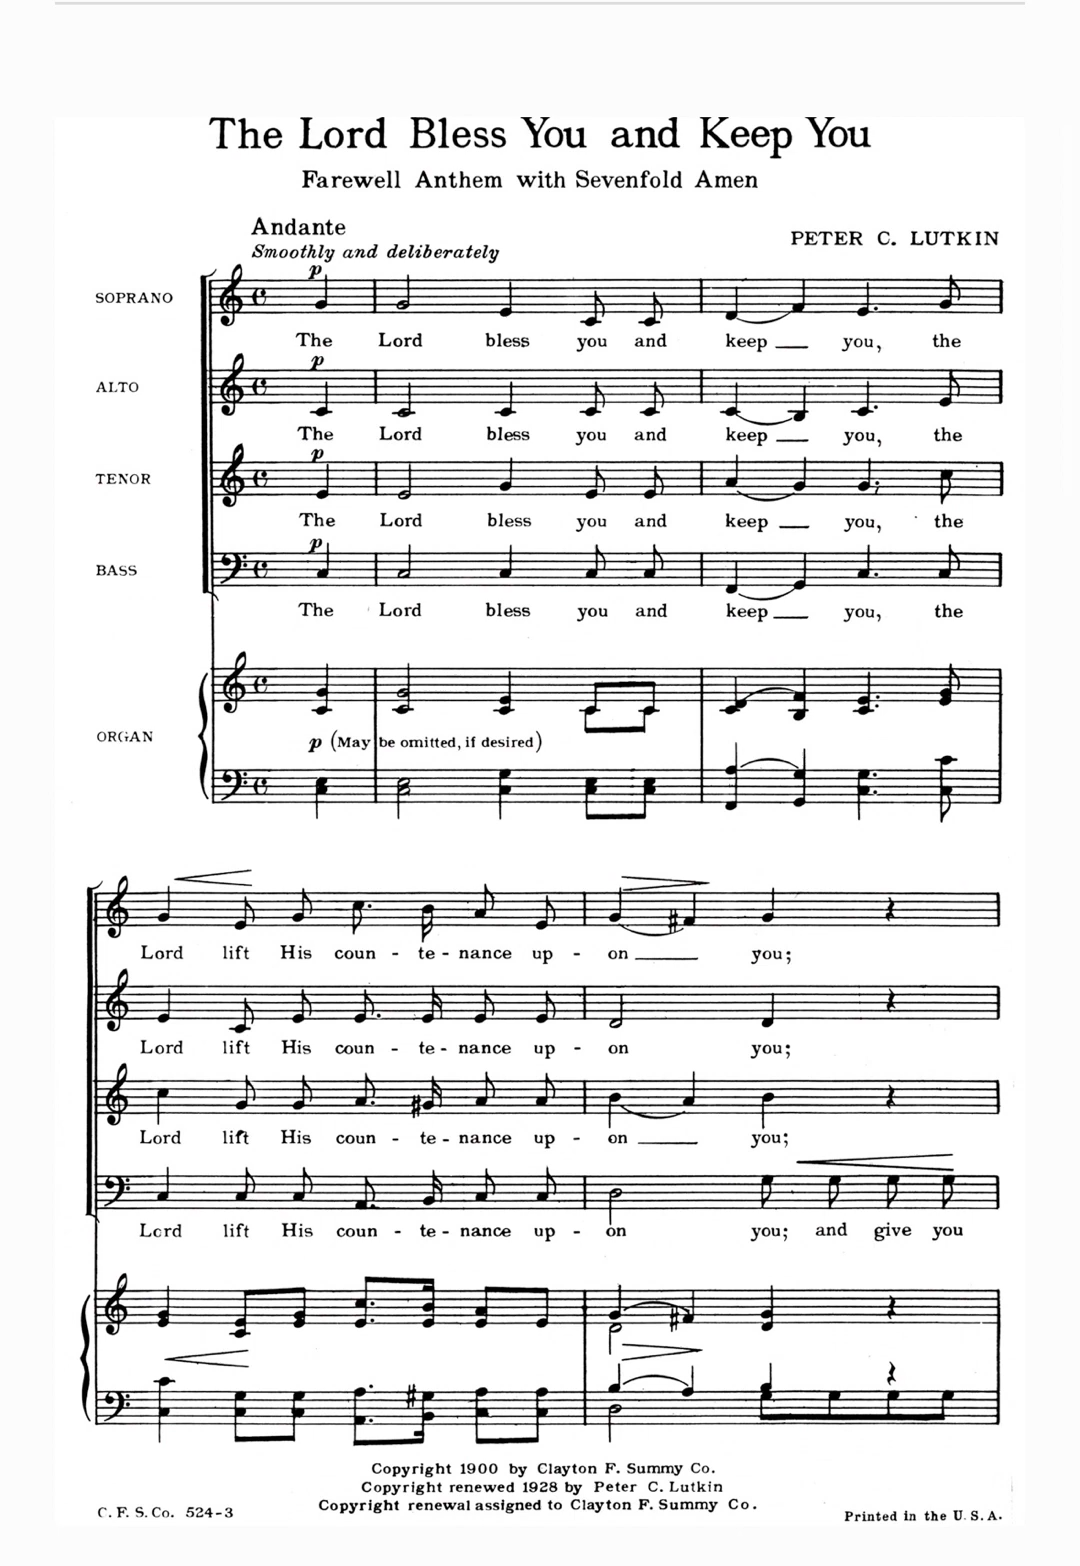 The Lord Bless You and Keep You
Farewell Anthem with Sevenfold Amen
Andante
Smoothly and deliberately
PETER C. LUTKIN
SOPRANO
p
The Lord bless you and keep you, the
ALTO
p
The Lord bless you and keep you, the
TENOR
p
The Lord bless you and keep you, the
BASS
p
The Lord bless you and keep you, the
ORGAN
p (May be omitted, if desired)
Lord lift His coun - te - nance up - on you;
Lord lift His coun - te - nance up - on you;
Lord lift His coun - te - nance up - on you;
Lord lift His coun - te - nance up - on you; and give you
Copyright 1900 by Clayton F. Summy Co.
Copyright renewed 1928 by Peter C. Lutkin
Copyright renewal assigned to Clayton F. Summy Co.
C. F. S. Co. 524-3
Printed in the U. S. A.